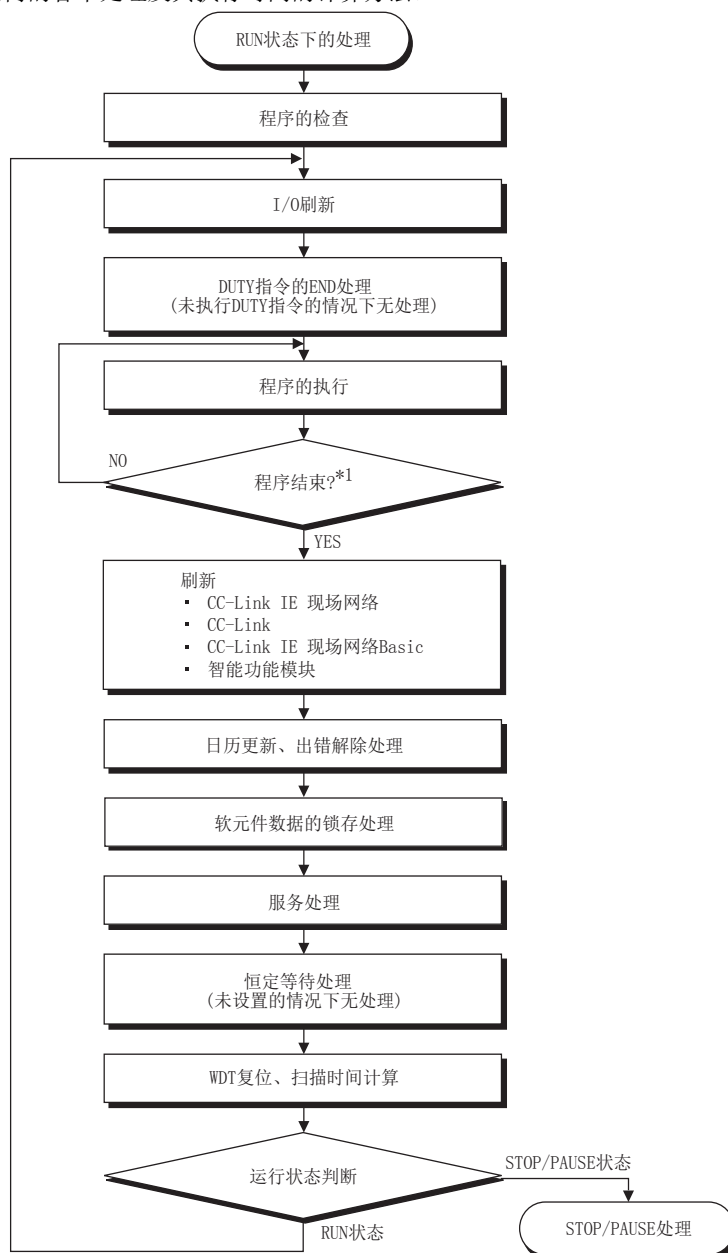 RUN状态下的处理
程序的检查
I/O刷新
DUTY指令的END处理
(未执行DUTY指令的情况下无处理)
程序的执行
NO
程序结束?*1
YES
刷新
▪ CC-Link IE 现场网络
▪ CC-Link
▪ CC-Link IE 现场网络Basic
▪ 智能功能模块
日历更新、出错解除处理
软元件数据的锁存处理
服务处理
恒定等待处理
(未设置的情况下无处理)
WDT复位、扫描时间计算
运行状态判断
STOP/PAUSE状态
RUN状态
STOP/PAUSE处理